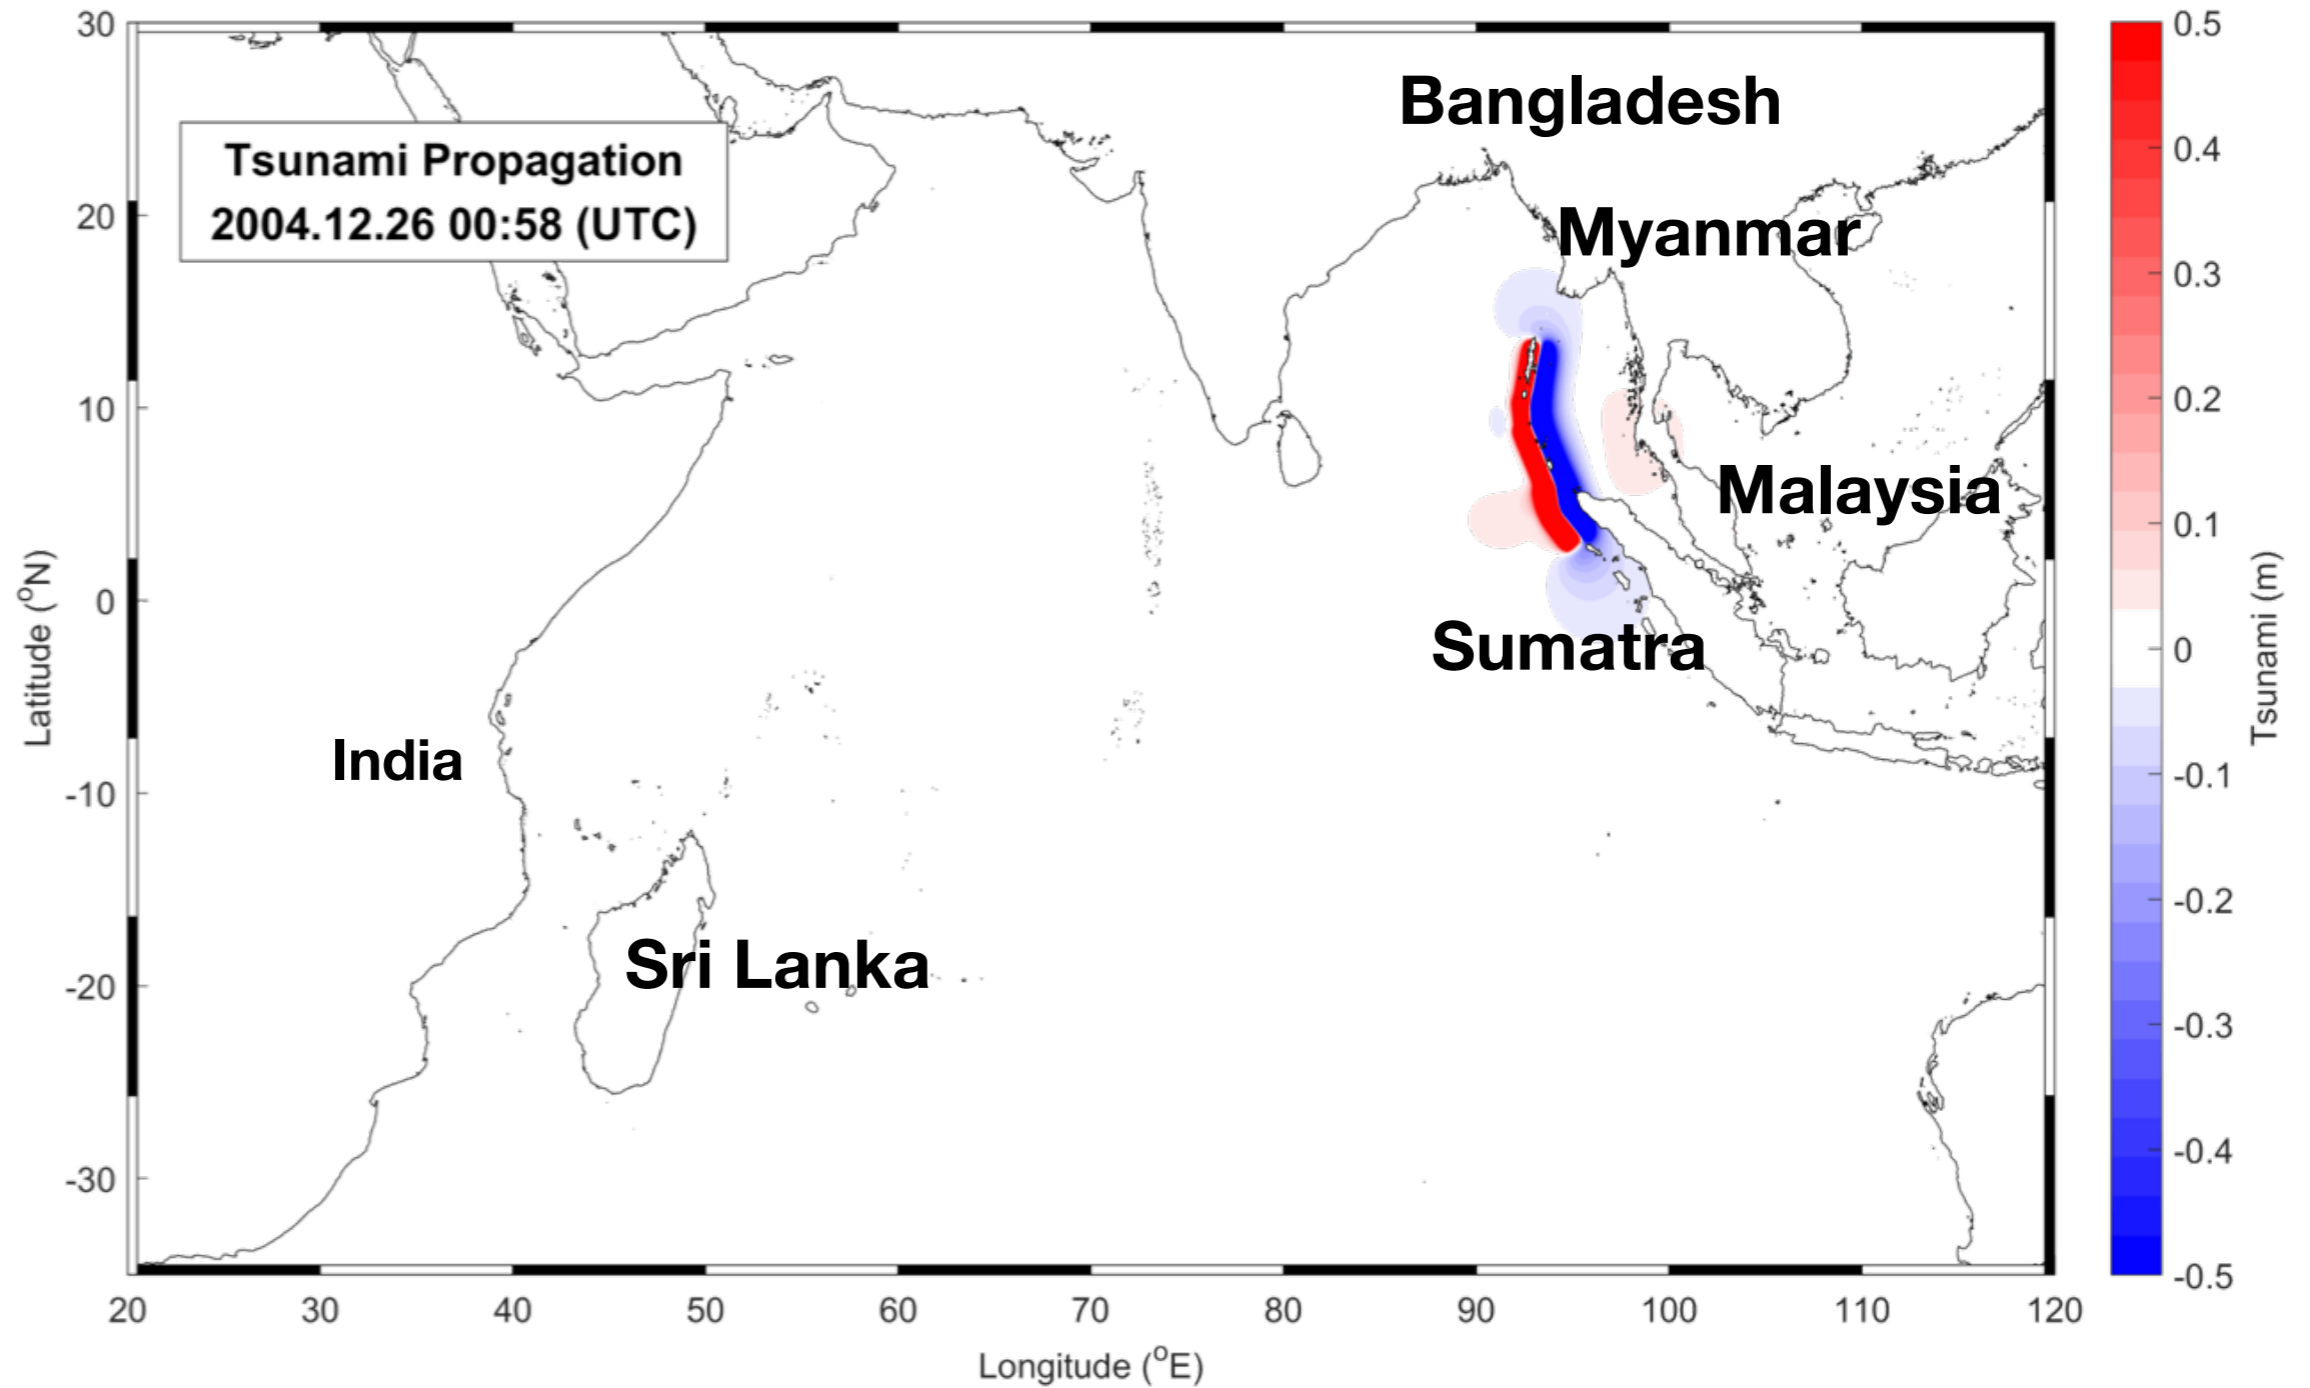 Tsunami Propagation
2004.12.26 00:58 (UTC)
Bangladesh
Myanmar
Malaysia
Sumatra
India
Sri Lanka
Latitude (°N)
30
20
10
0
-10
-20
-30
20 30 40 50 60 70 80 90 100 110 120
Longitude (°E)
0.5
0.4
0.3
0.2
0.1
0
-0.1
-0.2
-0.3
-0.4
-0.5
Tsunami (m)